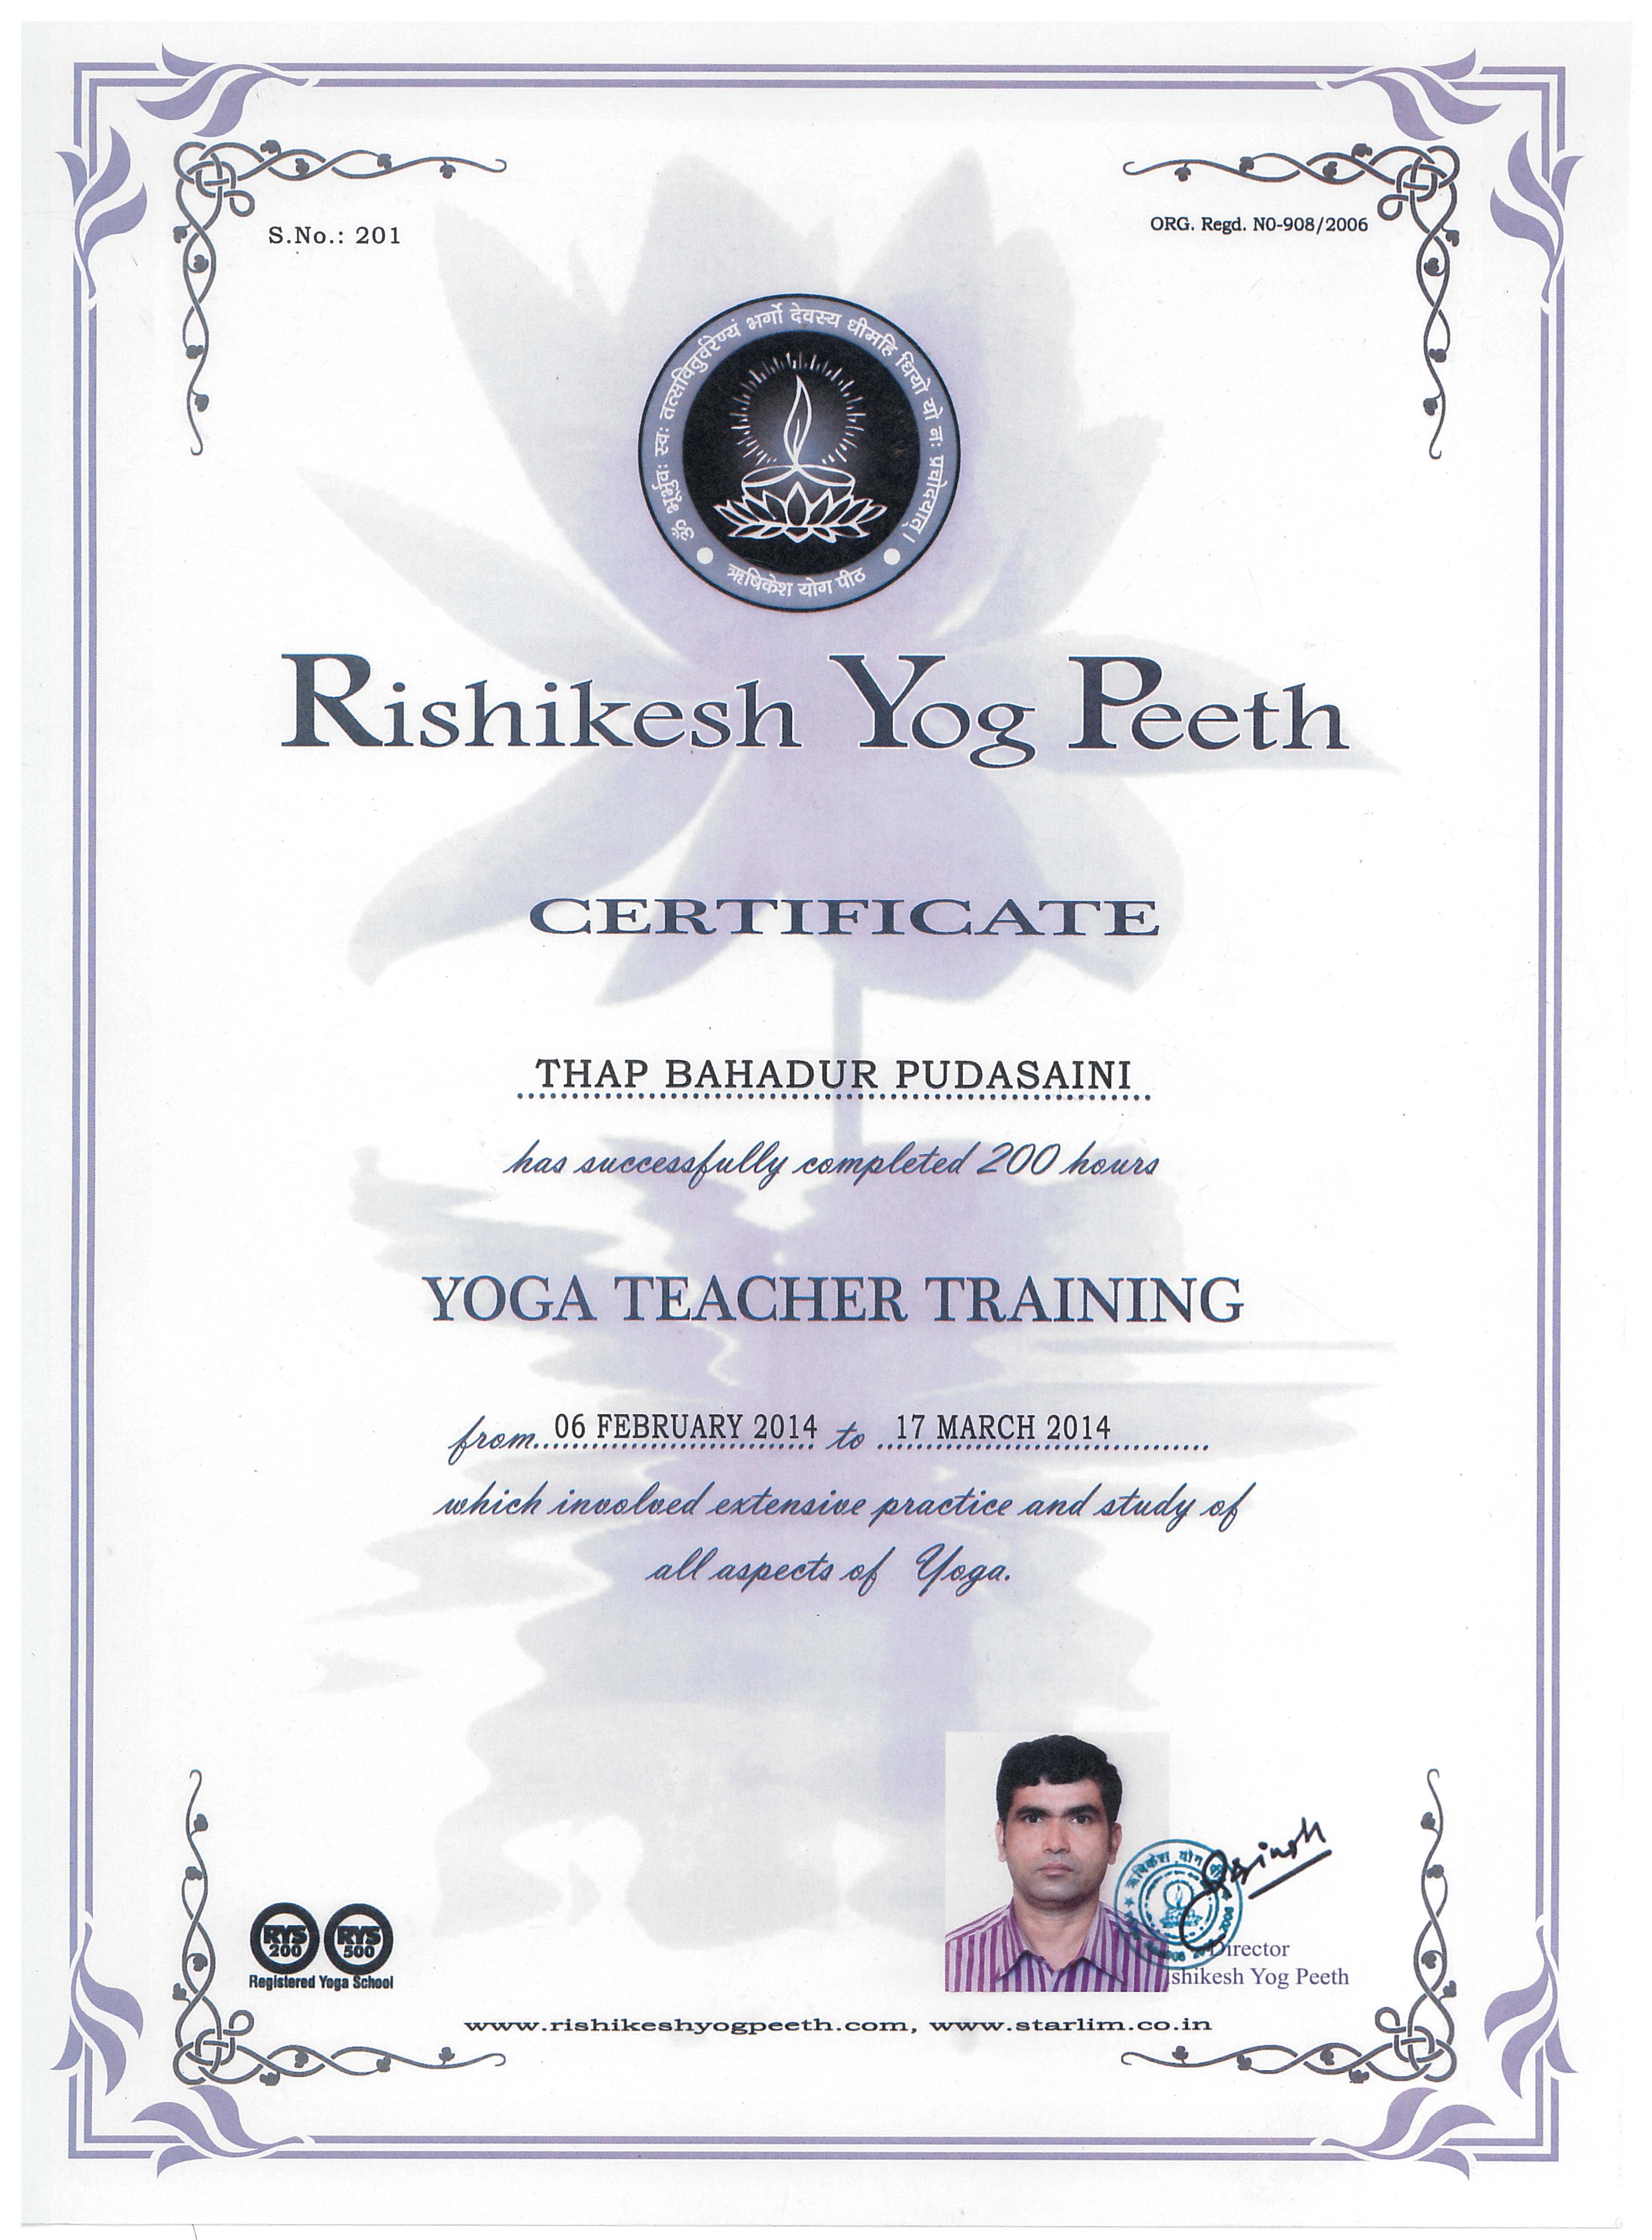 S.No.: 201
ORG. Regd. N0-908/2006
ॐ भूर्भुवः स्वः तत्सवितुर्वरेण्यं भर्गो देवस्य धीमहि धियो यो नः प्रचोदयात्।
ऋषिकेश योग पीठ
Rishikesh Yog Peeth
CERTIFICATE
THAP BAHADUR PUDASAINI
has successfully completed 200 hours
YOGA TEACHER TRAINING
from 06 FEBRUARY 2014 to 17 MARCH 2014
which involved extensive practice and study of
all aspects of Yoga.
RYS 200
RYS 500
Registered Yoga School
ऋषिकेश योग
Director
shikesh Yog Peeth
www.rishikeshyogpeeth.com, www.starlim.co.in